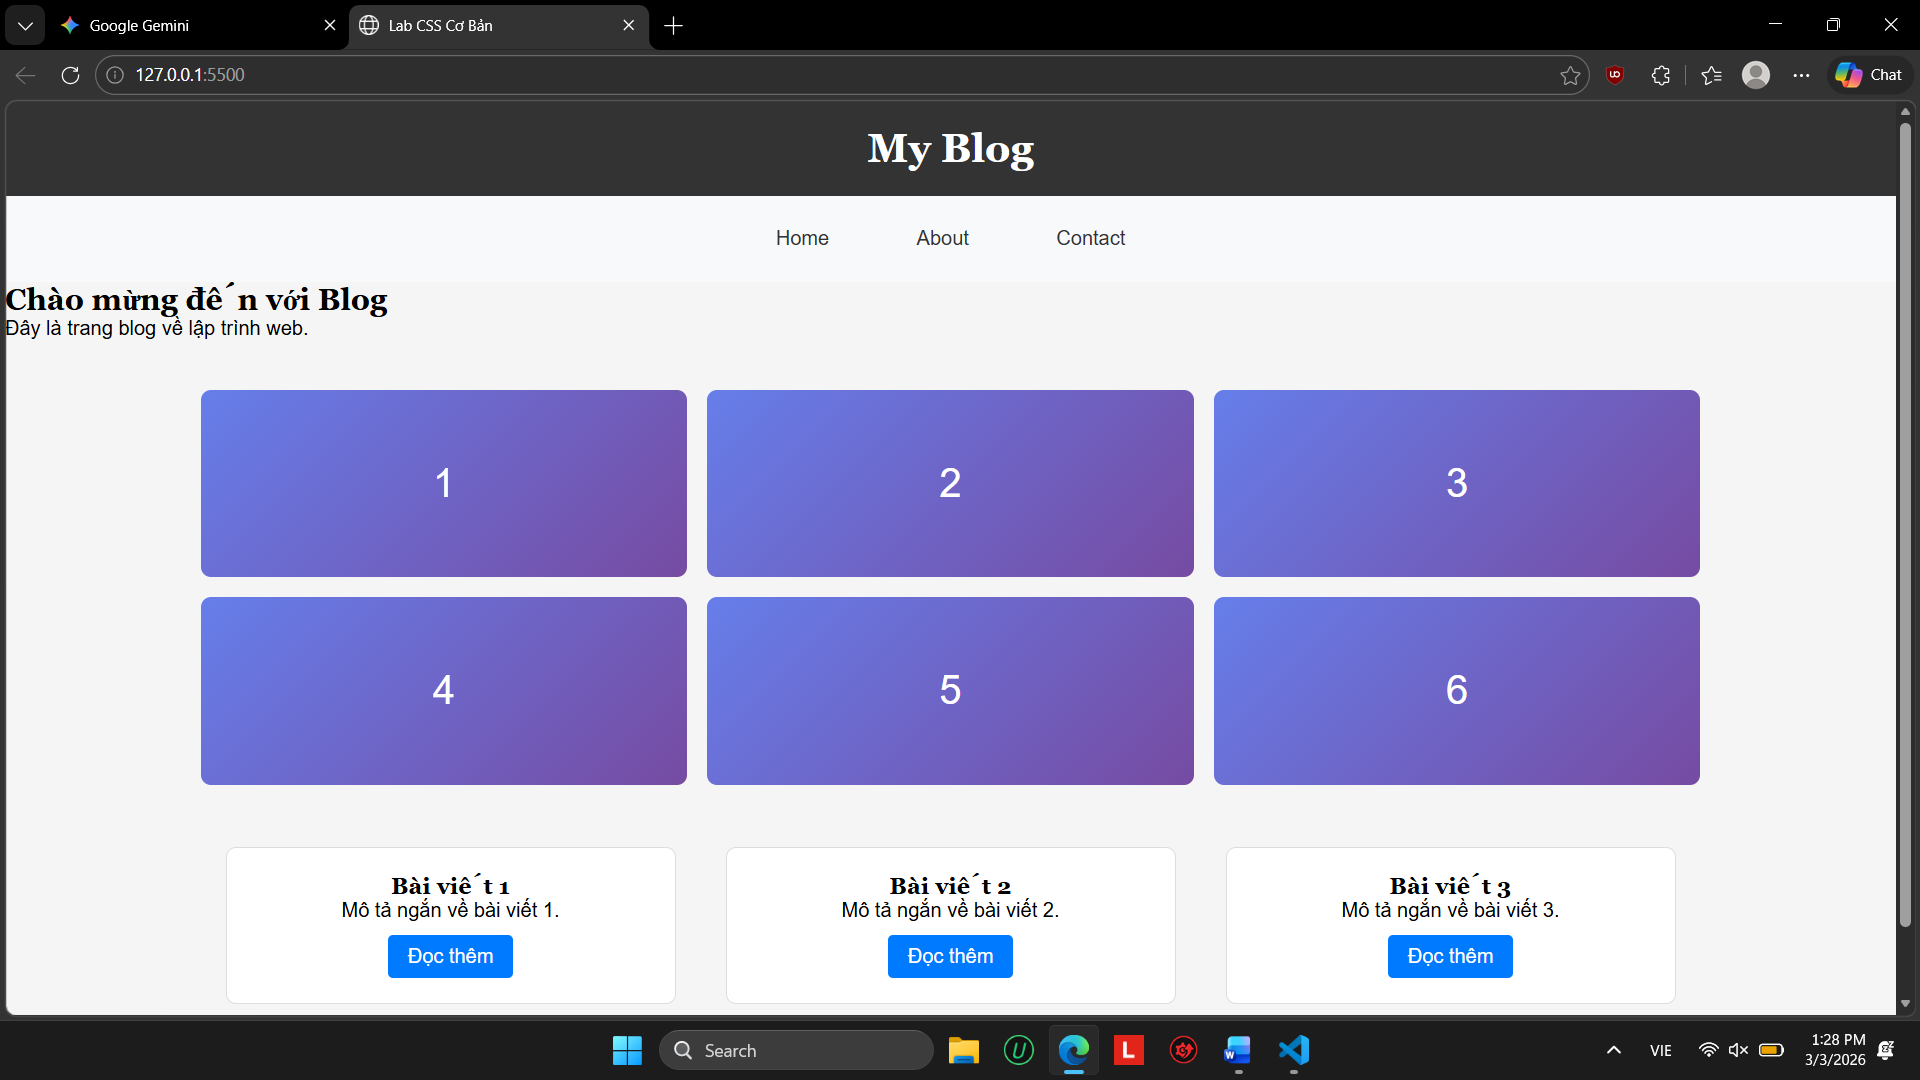 Google Gemini
Lab CSS Cơ Bản
127.0.0.1:5500
Chat
My Blog
Home About Contact
Chào mừng đến với Blog
Đây là trang blog về lập trình web.
1 2 3
4 5 6
Bài viết 1
Mô tả ngắn về bài viết 1.
Đọc thêm
Bài viết 2
Mô tả ngắn về bài viết 2.
Đọc thêm
Bài viết 3
Mô tả ngắn về bài viết 3.
Đọc thêm
Search
VIE
1:28 PM
3/3/2026